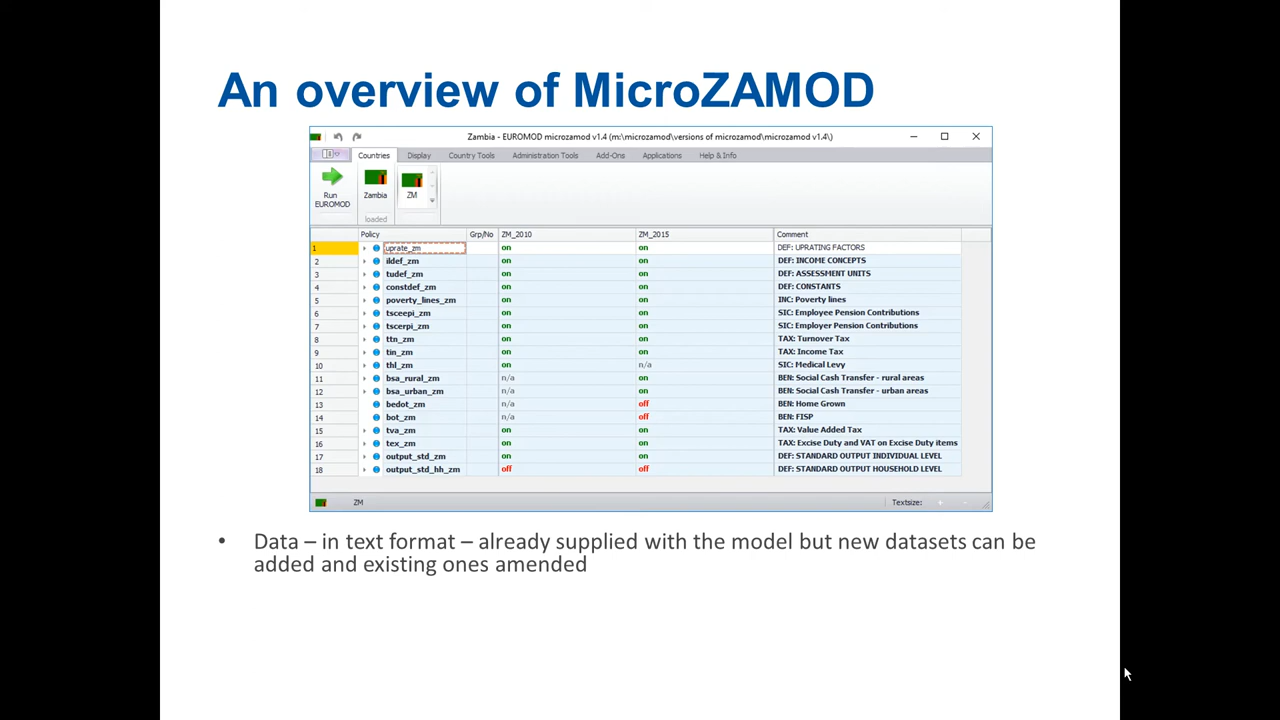 An overview of MicroZAMOD
Zambia - EUROMOD microzamod v1.4 (m:\microzamod\versions of microzamod\microzamod v1.4\)
Countries Display Country Tools Administration Tools Add-Ons Applications Help & Info
Run EUROMOD Zambia ZM
loaded
Policy Grp/No ZM_2010 ZM_2015 Comment
1 uprate_zm on on DEF: UPRATING FACTORS
2 ildef_zm on on DEF: INCOME CONCEPTS
3 tudef_zm on on DEF: ASSESSMENT UNITS
4 constdef_zm on on DEF: CONSTANTS
5 poverty_lines_zm on on INC: Poverty lines
6 tsceepi_zm on on SIC: Employee Pension Contributions
7 tscerpi_zm on on SIC: Employer Pension Contributions
8 ttn_zm on on TAX: Turnover Tax
9 tin_zm on on TAX: Income Tax
10 thl_zm on n/a SIC: Medical Levy
11 bsa_rural_zm n/a on BEN: Social Cash Transfer - rural areas
12 bsa_urban_zm n/a on BEN: Social Cash Transfer - urban areas
13 bedot_zm n/a off BEN: Home Grown
14 bot_zm n/a off BEN: FISP
15 tva_zm on on TAX: Value Added Tax
16 tex_zm on on TAX: Excise Duty and VAT on Excise Duty items
17 output_std_zm on on DEF: STANDARD OUTPUT INDIVIDUAL LEVEL
18 output_std_hh_zm off off DEF: STANDARD OUTPUT HOUSEHOLD LEVEL
ZM Textsize:
• Data – in text format – already supplied with the model but new datasets can be
added and existing ones amended